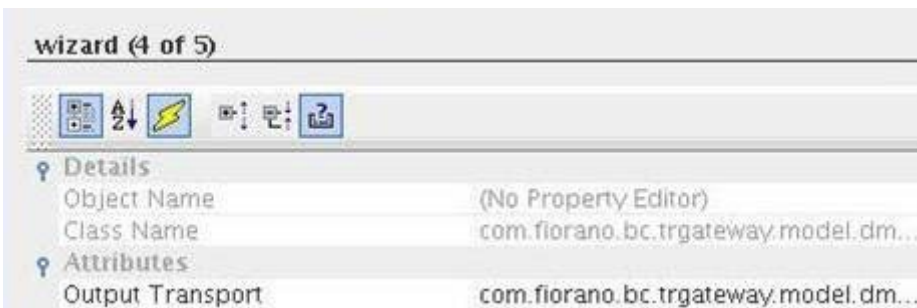 wizard (4 of 5)
A
Z
Details
Object Name (No Property Editor)
Class Name com.fiorano.bc.trgateway.model.dm...
Attributes
Output Transport com.fiorano.bc.trgateway.model.dm...